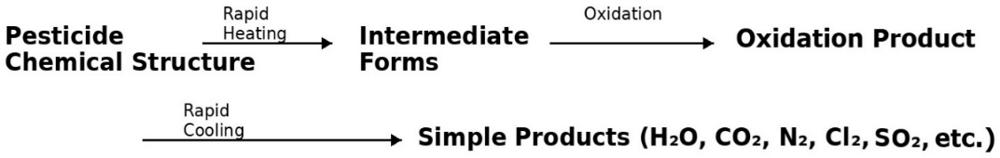 Pesticide
Chemical Structure
Rapid
Heating
Intermediate
Forms
Oxidation
Oxidation Product
Rapid
Cooling
Simple Products (H₂O, CO₂, N₂, Cl₂, SO₂, etc.)